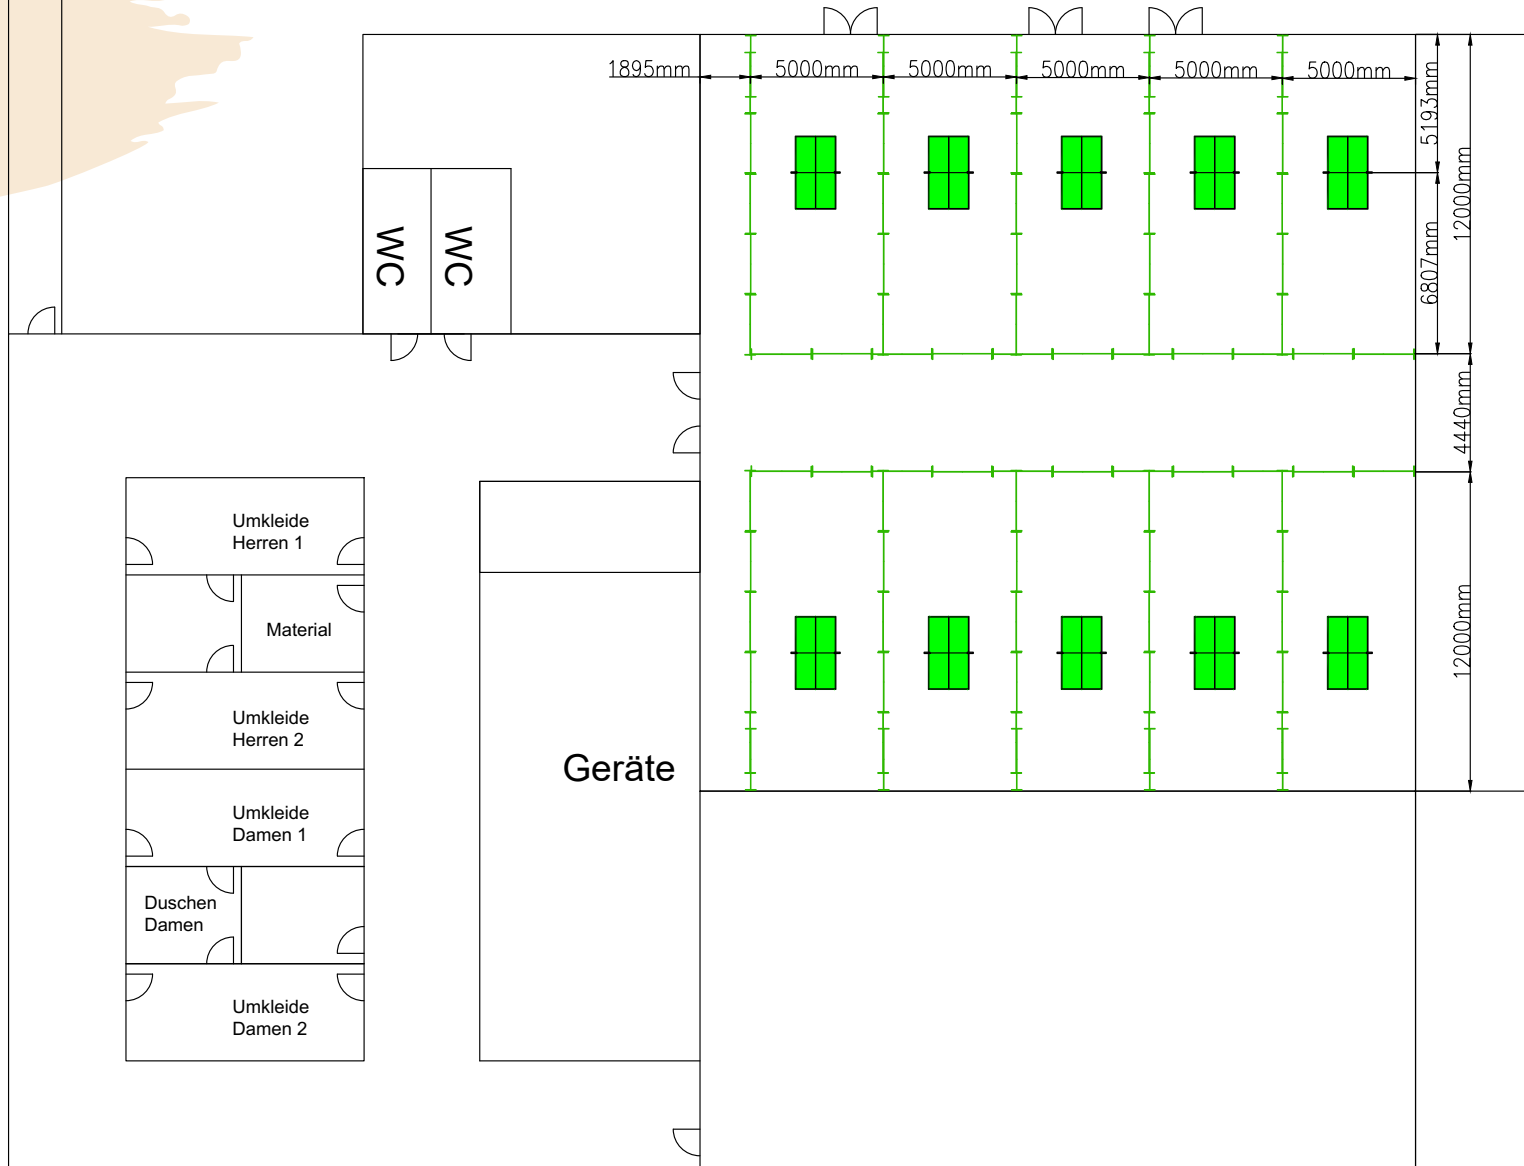 1895mm
5000mm
5000mm
5000mm
5000mm
5000mm
5193mm
12000mm
6807mm
WC
WC
4440mm
Umkleide
Herren 1
Material
12000mm
Umkleide
Herren 2
Geräte
Umkleide
Damen 1
Duschen
Damen
Umkleide
Damen 2